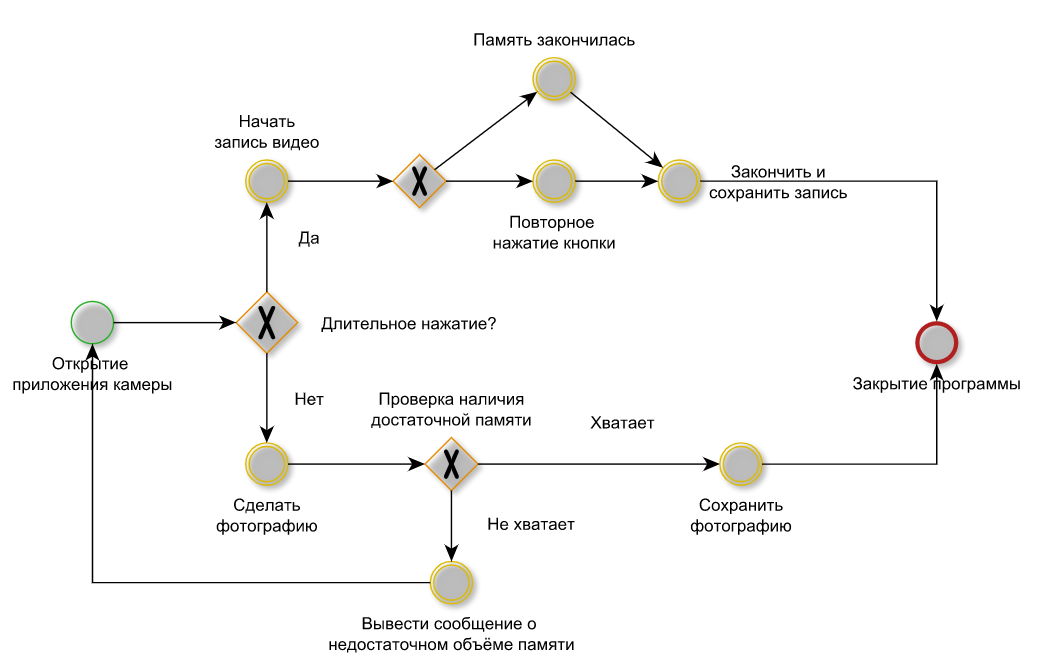 Память закончилась
Начать
запись видео
Закончить и
сохранить запись
Повторное
нажатие кнопки
Да
Длительное нажатие?
Открытие
приложения камеры
Закрытие программы
Нет
Проверка наличия
достаточной памяти
Хватает
Сделать
фотографию
Сохранить
фотографию
Не хватает
Вывести сообщение о
недостаточном объёме памяти